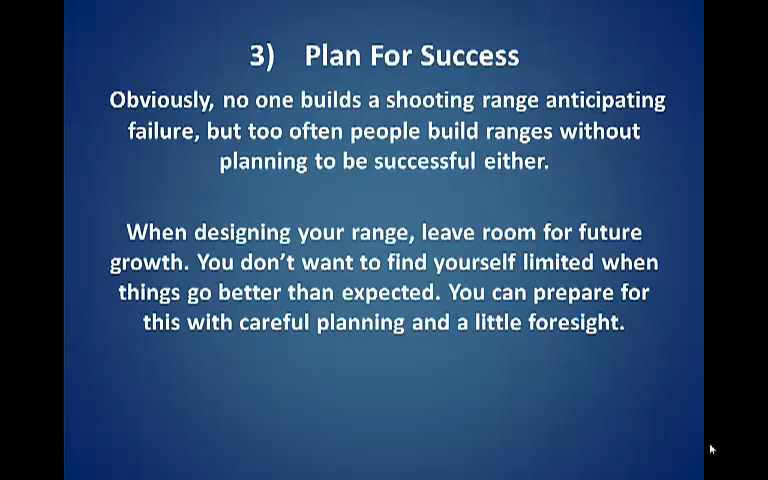 3) Plan For Success
Obviously, no one builds a shooting range anticipating
failure, but too often people build ranges without
planning to be successful either.
When designing your range, leave room for future
growth. You don’t want to find yourself limited when
things go better than expected. You can prepare for
this with careful planning and a little foresight.